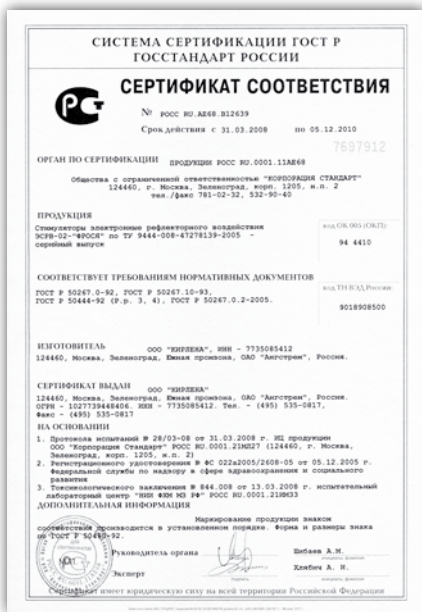 СИСТЕМА СЕРТИФИКАЦИИ ГОСТ Р
ГОССТАНДАРТ РОССИИ
СЕРТИФИКАТ СООТВЕТСТВИЯ
№ РОСС RU.АЕ68.В12639
Срок действия с 31.03.2008 по 05.12.2010
7697912
ОРГАН ПО СЕРТИФИКАЦИИ ПРОДУКЦИИ РОСС RU.0001.11АЕ68
Общества с ограниченной ответственностью "КОРПОРАЦИЯ СТАНДАРТ"
124460, г. Москва, Зеленоград, корп. 1205, н.п. 2
тел./факс 781-02-32, 532-90-40
ПРОДУКЦИЯ
Стимуляторы электронные рефлекторного воздействия
ЭСРВ-02-"ФРОСЯ" по ТУ 9444-008-47278139-2005 -
серийный выпуск
код ОК 005 (ОКП):
94 4410
СООТВЕТСТВУЕТ ТРЕБОВАНИЯМ НОРМАТИВНЫХ ДОКУМЕНТОВ
ГОСТ Р 50267.0-92, ГОСТ Р 50267.10-93,
ГОСТ Р 50444-92 (Р.р. 3, 4), ГОСТ Р 50267.0.2-2005.
код ТН ВЭД России:
9018908500
ИЗГОТОВИТЕЛЬ ООО "КИРЛЕНА", ИНН - 7735085412
124460, Москва, Зеленоград, Южная промзона, ОАО "Ангстрем", Россия.
СЕРТИФИКАТ ВЫДАН ООО "КИРЛЕНА"
124460, Москва, Зеленоград, Южная промзона, ОАО "Ангстрем", Россия.
ОГРН - 1027739448406. ИНН - 7735085412. Тел. - (495) 535-0817,
Факс - (495) 535-0817
НА ОСНОВАНИИ
1. Протокола испытаний № 28/03-08 от 31.03.2008 г. ИЦ продукции
ООО "Корпорация Стандарт" РОСС RU.0001.21МЛ27 (124460, г. Москва,
Зеленоград, корп. 1205, н.п. 2)
2. Регистрационного удостоверения № ФС 022а2005/2608-05 от 05.12.2005 г.
Федеральной службы по надзору в сфере здравоохранения и социального
развития
3. Токсикологического заключения № 844.008 от 13.03.2008 г. испытательный
лабораторный центр "НИИ ФХМ МЗ РФ" РОСС RU.0001.21ИМ33
ДОПОЛНИТЕЛЬНАЯ ИНФОРМАЦИЯ
Маркирование продукции знаком
соответствия производится в установленном порядке. Форма и размеры знака
по ГОСТ Р 50460-92.
Руководитель органа Шибаев А.М.
Эксперт Хлябич А. И.
М.П.
Сертификат имеет юридическую силу на всей территории Российской Федерации